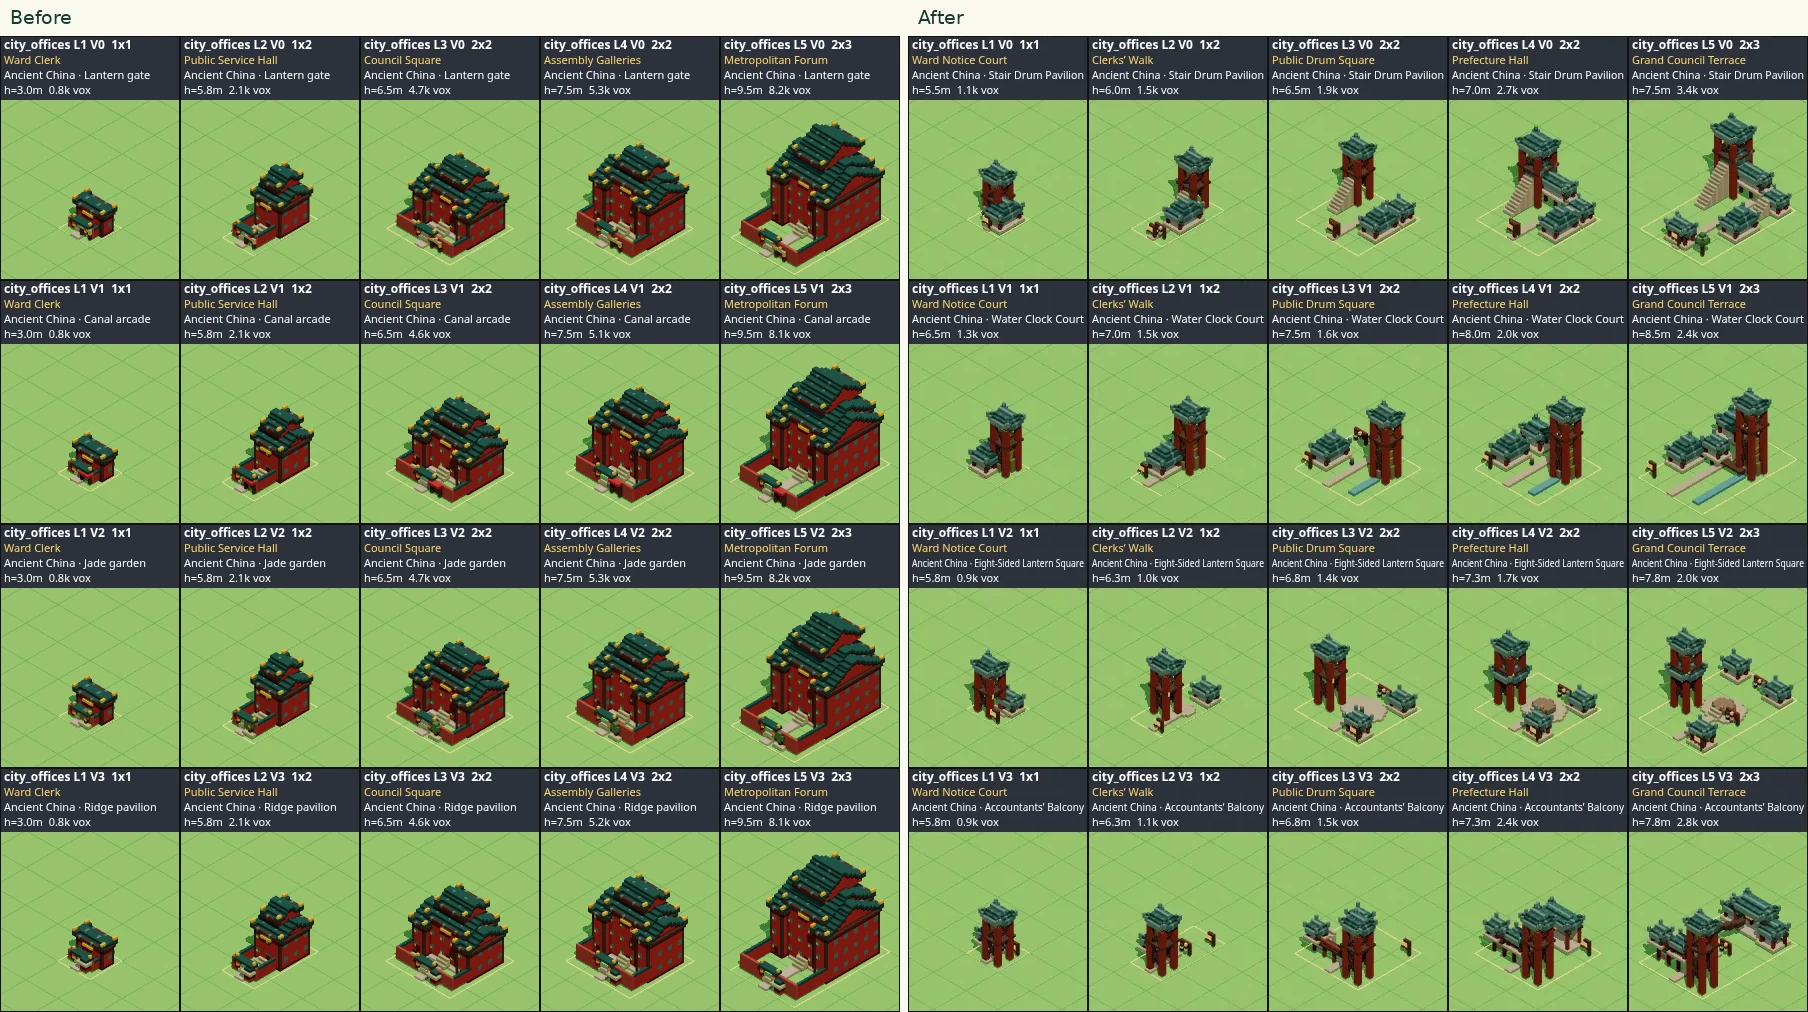 Before
After
city_offices L1 V0 1x1
Ward Clerk
Ancient China · Lantern gate
h=3.0m 0.8k vox
city_offices L2 V0 1x2
Public Service Hall
Ancient China · Lantern gate
h=5.8m 2.1k vox
city_offices L3 V0 2x2
Council Square
Ancient China · Lantern gate
h=6.5m 4.7k vox
city_offices L4 V0 2x2
Assembly Galleries
Ancient China · Lantern gate
h=7.5m 5.3k vox
city_offices L5 V0 2x3
Metropolitan Forum
Ancient China · Lantern gate
h=9.5m 8.2k vox
city_offices L1 V0 1x1
Ward Notice Court
Ancient China · Stair Drum Pavilion
h=5.5m 1.1k vox
city_offices L2 V0 1x2
Clerks’ Walk
Ancient China · Stair Drum Pavilion
h=6.0m 1.5k vox
city_offices L3 V0 2x2
Public Drum Square
Ancient China · Stair Drum Pavilion
h=6.5m 1.9k vox
city_offices L4 V0 2x2
Prefecture Hall
Ancient China · Stair Drum Pavilion
h=7.0m 2.7k vox
city_offices L5 V0 2x3
Grand Council Terrace
Ancient China · Stair Drum Pavilion
h=7.5m 3.4k vox
city_offices L1 V1 1x1
Ward Clerk
Ancient China · Canal arcade
h=3.0m 0.8k vox
city_offices L2 V1 1x2
Public Service Hall
Ancient China · Canal arcade
h=5.8m 2.1k vox
city_offices L3 V1 2x2
Council Square
Ancient China · Canal arcade
h=6.5m 4.6k vox
city_offices L4 V1 2x2
Assembly Galleries
Ancient China · Canal arcade
h=7.5m 5.1k vox
city_offices L5 V1 2x3
Metropolitan Forum
Ancient China · Canal arcade
h=9.5m 8.1k vox
city_offices L1 V1 1x1
Ward Notice Court
Ancient China · Water Clock Court
h=6.5m 1.3k vox
city_offices L2 V1 1x2
Clerks’ Walk
Ancient China · Water Clock Court
h=7.0m 1.5k vox
city_offices L3 V1 2x2
Public Drum Square
Ancient China · Water Clock Court
h=7.5m 1.6k vox
city_offices L4 V1 2x2
Prefecture Hall
Ancient China · Water Clock Court
h=8.0m 2.0k vox
city_offices L5 V1 2x3
Grand Council Terrace
Ancient China · Water Clock Court
h=8.5m 2.4k vox
city_offices L1 V2 1x1
Ward Clerk
Ancient China · Jade garden
h=3.0m 0.8k vox
city_offices L2 V2 1x2
Public Service Hall
Ancient China · Jade garden
h=5.8m 2.1k vox
city_offices L3 V2 2x2
Council Square
Ancient China · Jade garden
h=6.5m 4.7k vox
city_offices L4 V2 2x2
Assembly Galleries
Ancient China · Jade garden
h=7.5m 5.3k vox
city_offices L5 V2 2x3
Metropolitan Forum
Ancient China · Jade garden
h=9.5m 8.2k vox
city_offices L1 V2 1x1
Ward Notice Court
Ancient China · Eight-Sided Lantern Square
h=5.8m 0.9k vox
city_offices L2 V2 1x2
Clerks’ Walk
Ancient China · Eight-Sided Lantern Square
h=6.3m 1.0k vox
city_offices L3 V2 2x2
Public Drum Square
Ancient China · Eight-Sided Lantern Square
h=6.8m 1.4k vox
city_offices L4 V2 2x2
Prefecture Hall
Ancient China · Eight-Sided Lantern Square
h=7.3m 1.7k vox
city_offices L5 V2 2x3
Grand Council Terrace
Ancient China · Eight-Sided Lantern Square
h=7.8m 2.0k vox
city_offices L1 V3 1x1
Ward Clerk
Ancient China · Ridge pavilion
h=3.0m 0.8k vox
city_offices L2 V3 1x2
Public Service Hall
Ancient China · Ridge pavilion
h=5.8m 2.1k vox
city_offices L3 V3 2x2
Council Square
Ancient China · Ridge pavilion
h=6.5m 4.6k vox
city_offices L4 V3 2x2
Assembly Galleries
Ancient China · Ridge pavilion
h=7.5m 5.2k vox
city_offices L5 V3 2x3
Metropolitan Forum
Ancient China · Ridge pavilion
h=9.5m 8.1k vox
city_offices L1 V3 1x1
Ward Notice Court
Ancient China · Accountants’ Balcony
h=5.8m 0.9k vox
city_offices L2 V3 1x2
Clerks’ Walk
Ancient China · Accountants’ Balcony
h=6.3m 1.1k vox
city_offices L3 V3 2x2
Public Drum Square
Ancient China · Accountants’ Balcony
h=6.8m 1.5k vox
city_offices L4 V3 2x2
Prefecture Hall
Ancient China · Accountants’ Balcony
h=7.3m 2.4k vox
city_offices L5 V3 2x3
Grand Council Terrace
Ancient China · Accountants’ Balcony
h=7.8m 2.8k vox